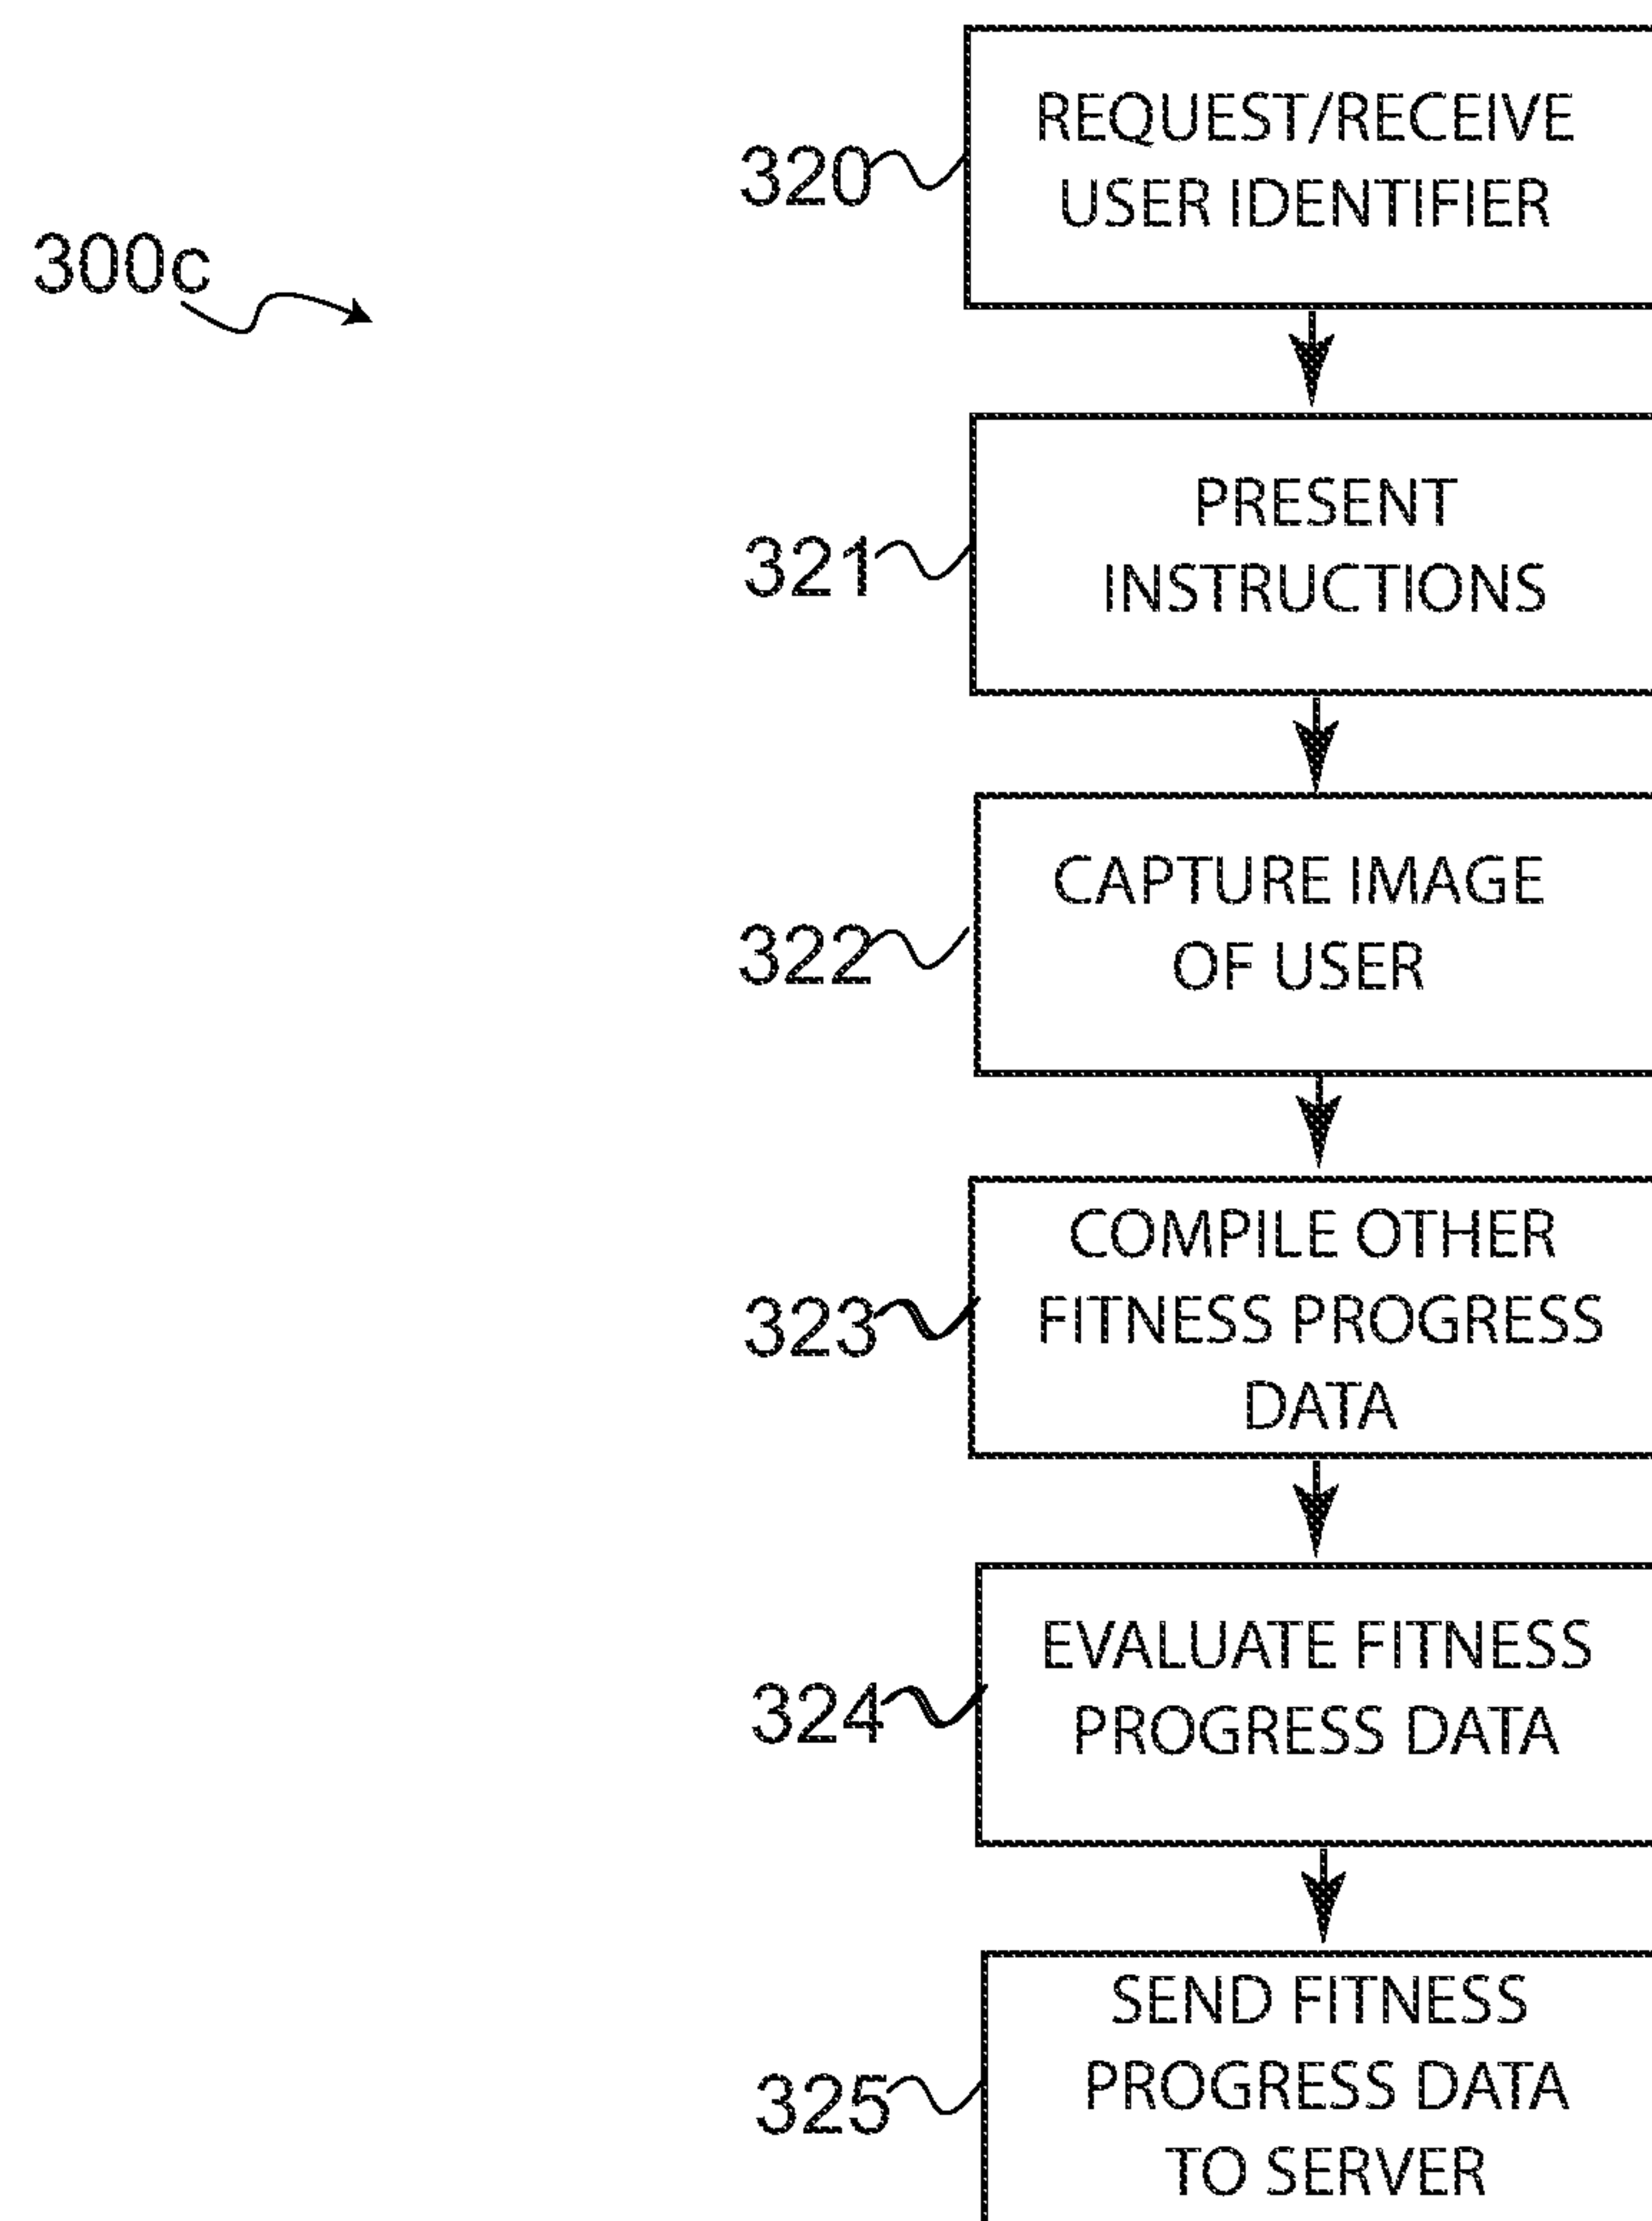 REQUEST/RECEIVE
USER IDENTIFIER
320
300c
PRESENT
INSTRUCTIONS
321
CAPTURE IMAGE
OF USER
322
COMPILE OTHER
FITNESS PROGRESS
DATA
323
EVALUATE FITNESS
PROGRESS DATA
324
SEND FITNESS
PROGRESS DATA
TO SERVER
325